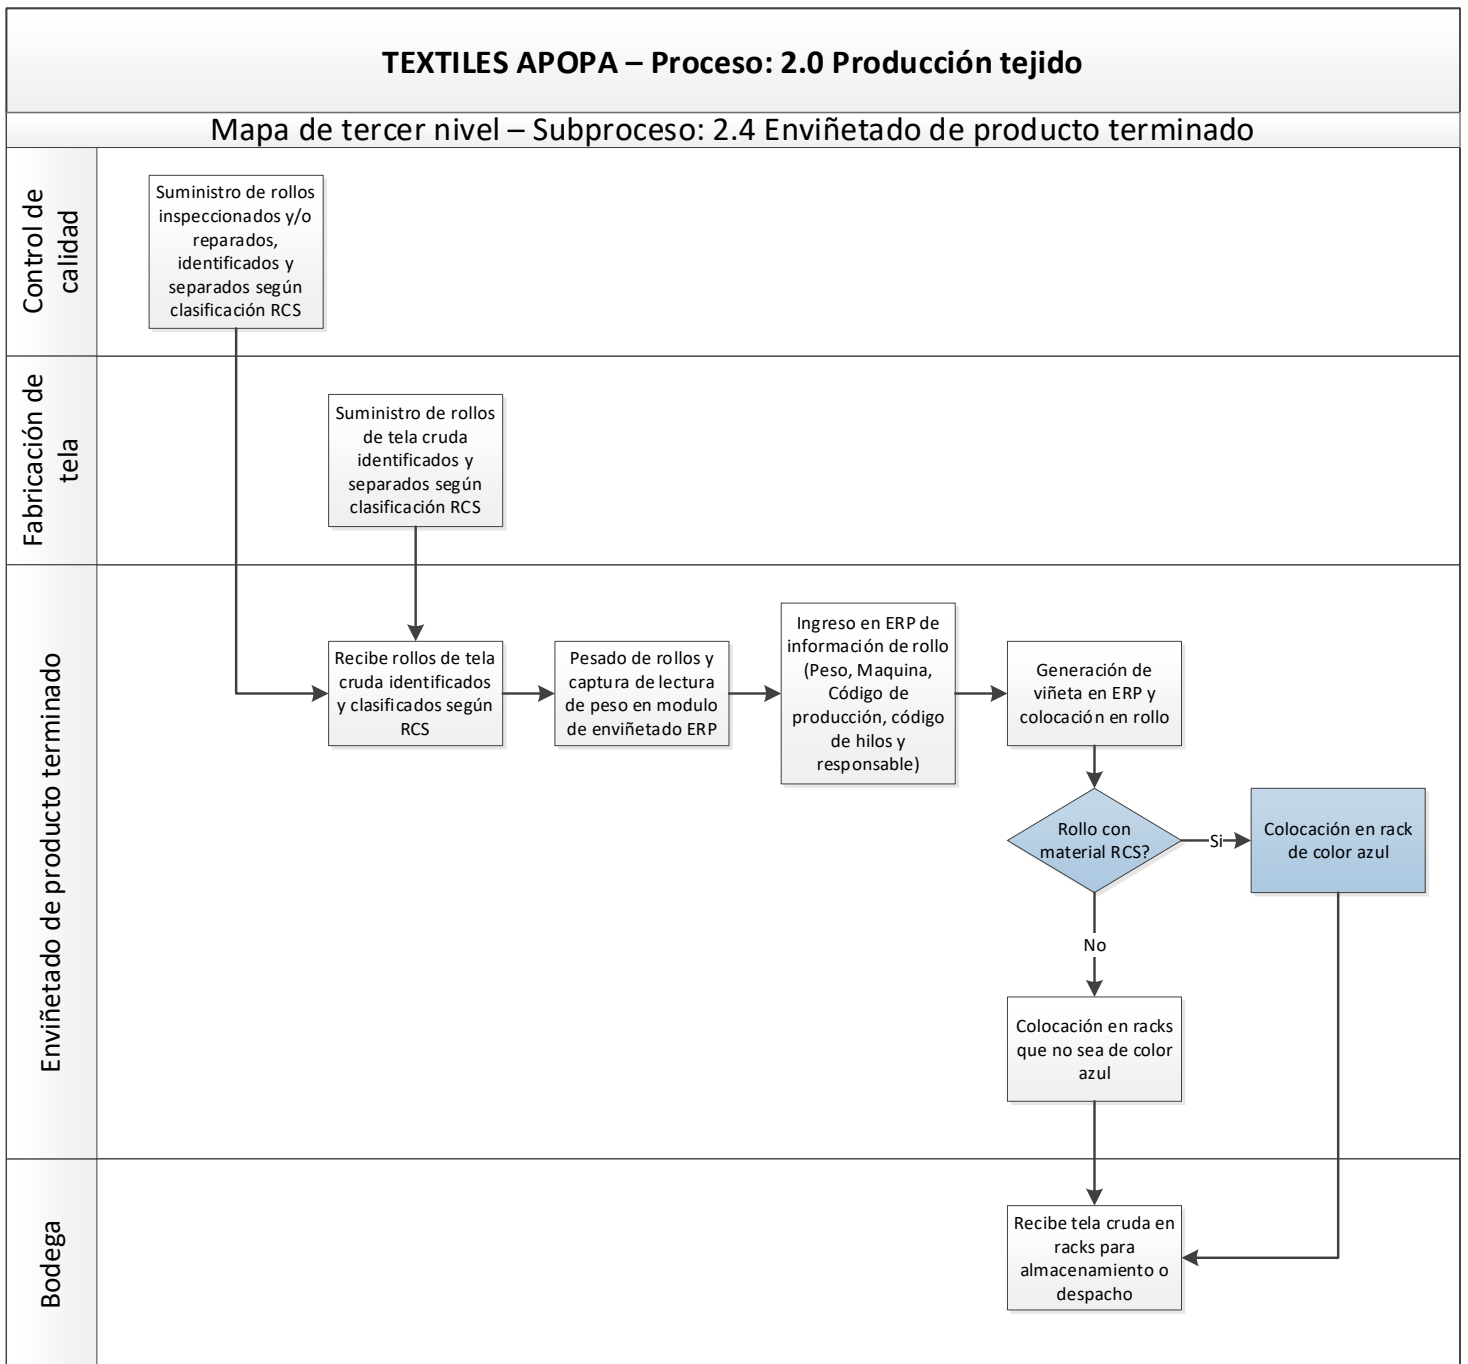 TEXTILES APOPA – Proceso: 2.0 Producción tejido
Mapa de tercer nivel – Subproceso: 2.4 Enviñetado de producto terminado
Control de
calidad
Suministro de rollos
inspeccionados y/o
reparados,
identificados y
separados según
clasificación RCS
Fabricación de
tela
Suministro de rollos
de tela cruda
identificados y
separados según
clasificación RCS
Enviñetado de producto terminado
Recibe rollos de tela
cruda identificados
y clasificados según
RCS
Pesado de rollos y
captura de lectura
de peso en modulo
de enviñetado ERP
Ingreso en ERP de
información de rollo
(Peso, Maquina,
Código de
producción, código
de hilos y
responsable)
Generación de
viñeta en ERP y
colocación en rollo
Rollo con
material RCS?
Si
Colocación en rack
de color azul
No
Colocación en racks
que no sea de color
azul
Bodega
Recibe tela cruda en
racks para
almacenamiento o
despacho